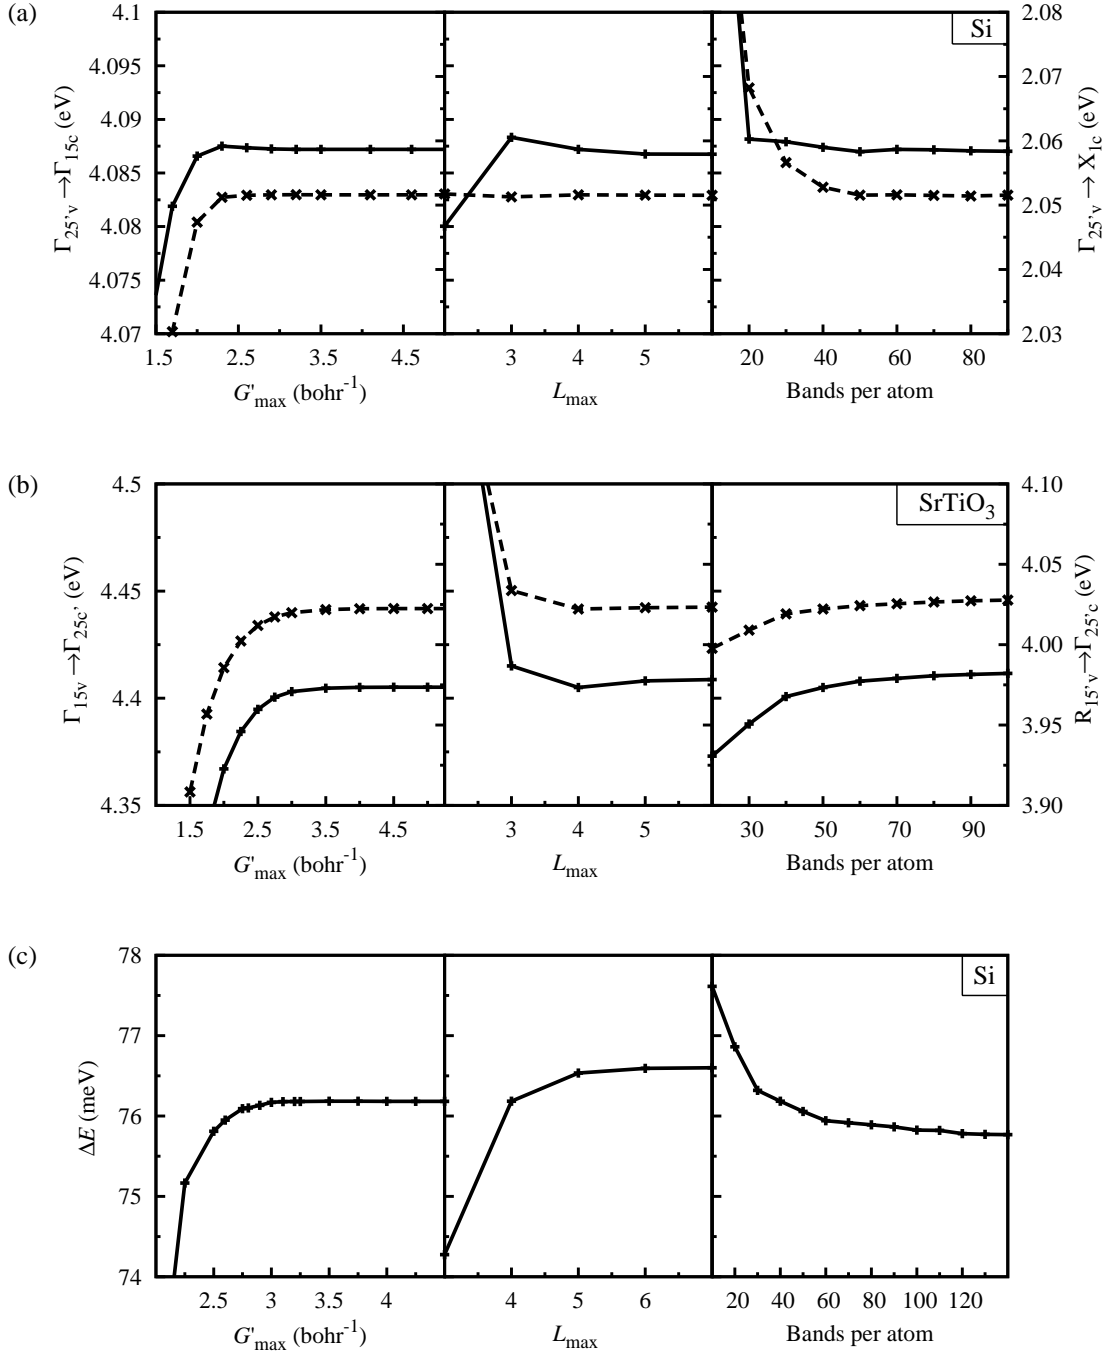 (a)
Si
Γ25'v→Γ15c (eV)
4.1
4.095
4.09
4.085
4.08
4.075
4.07
2.08
2.07
2.06
2.05
2.04
2.03
Γ25'v → X1c (eV)
1.5 2.5 3.5 4.5
3 4 5
20 40 60 80
G'max (bohr-1)
Lmax
Bands per atom
(b)
SrTiO3
Γ15v→Γ25c' (eV)
4.5
4.45
4.4
4.35
4.10
4.05
4.00
3.95
3.90
R15'v→Γ25'c (eV)
1.5 2.5 3.5 4.5
3 4 5
30 50 70 90
G'max (bohr-1)
Lmax
Bands per atom
(c)
Si
ΔE (meV)
78
77
76
75
74
2.5 3 3.5 4
4 5 6
20 40 60 80 100 120
G'max (bohr-1)
Lmax
Bands per atom